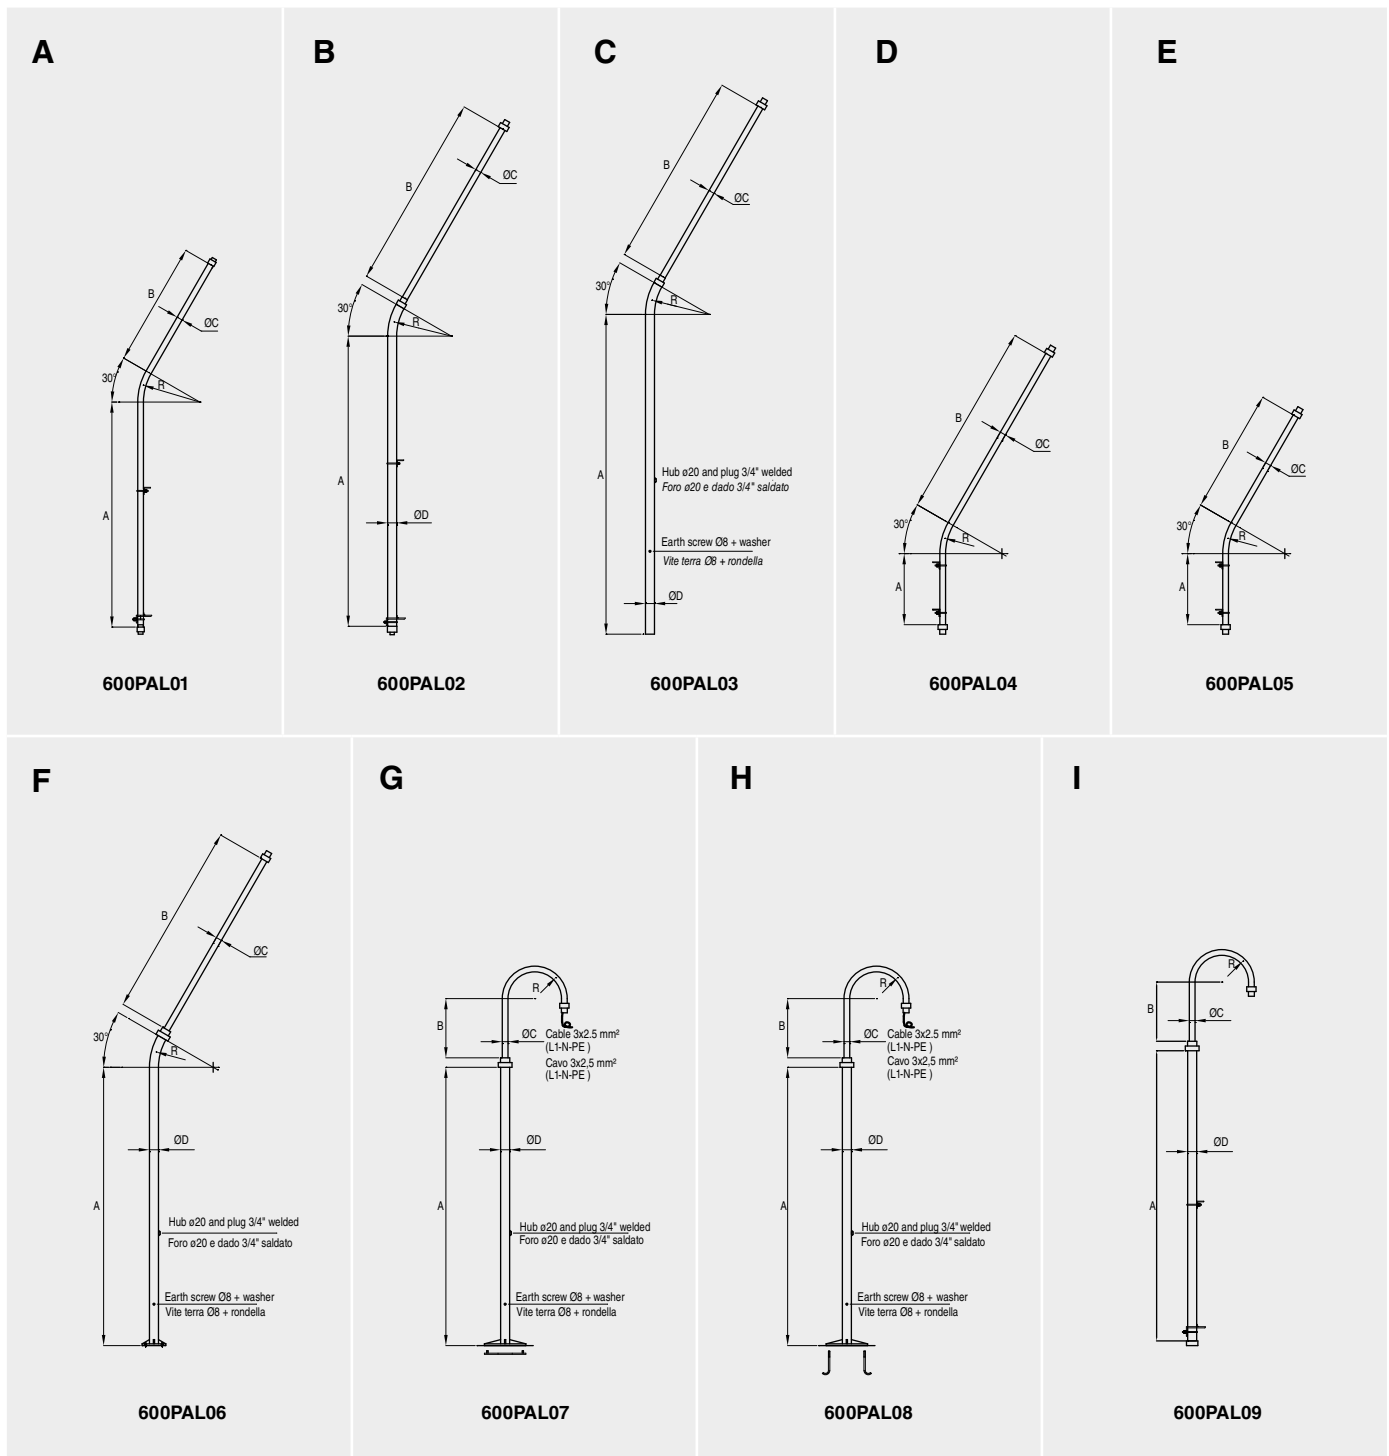 A
B
ØC
30°
R
A
600PAL01
B
B
ØC
30°
R
A
ØD
600PAL02
C
B
ØC
30°
R
A
Hub ø20 and plug 3/4" welded
Foro ø20 e dado 3/4" saldato
Earth screw Ø8 + washer
Vite terra Ø8 + rondella
ØD
600PAL03
D
B
ØC
30°
R
A
600PAL04
E
B
ØC
30°
R
A
600PAL05
F
B
ØC
30°
R
ØD
A
Hub ø20 and plug 3/4" welded
Foro ø20 e dado 3/4" saldato
Earth screw Ø8 + washer
Vite terra Ø8 + rondella
600PAL06
G
R
B
ØC
Cable 3x2.5 mm²
(L1-N-PE )
Cavo 3x2,5 mm²
(L1-N-PE )
ØD
A
Hub ø20 and plug 3/4" welded
Foro ø20 e dado 3/4" saldato
Earth screw Ø8 + washer
Vite terra Ø8 + rondella
600PAL07
H
R
B
ØC
Cable 3x2.5 mm²
(L1-N-PE )
Cavo 3x2,5 mm²
(L1-N-PE )
ØD
A
Hub ø20 and plug 3/4" welded
Foro ø20 e dado 3/4" saldato
Earth screw Ø8 + washer
Vite terra Ø8 + rondella
600PAL08
I
R
B
ØC
ØD
A
600PAL09